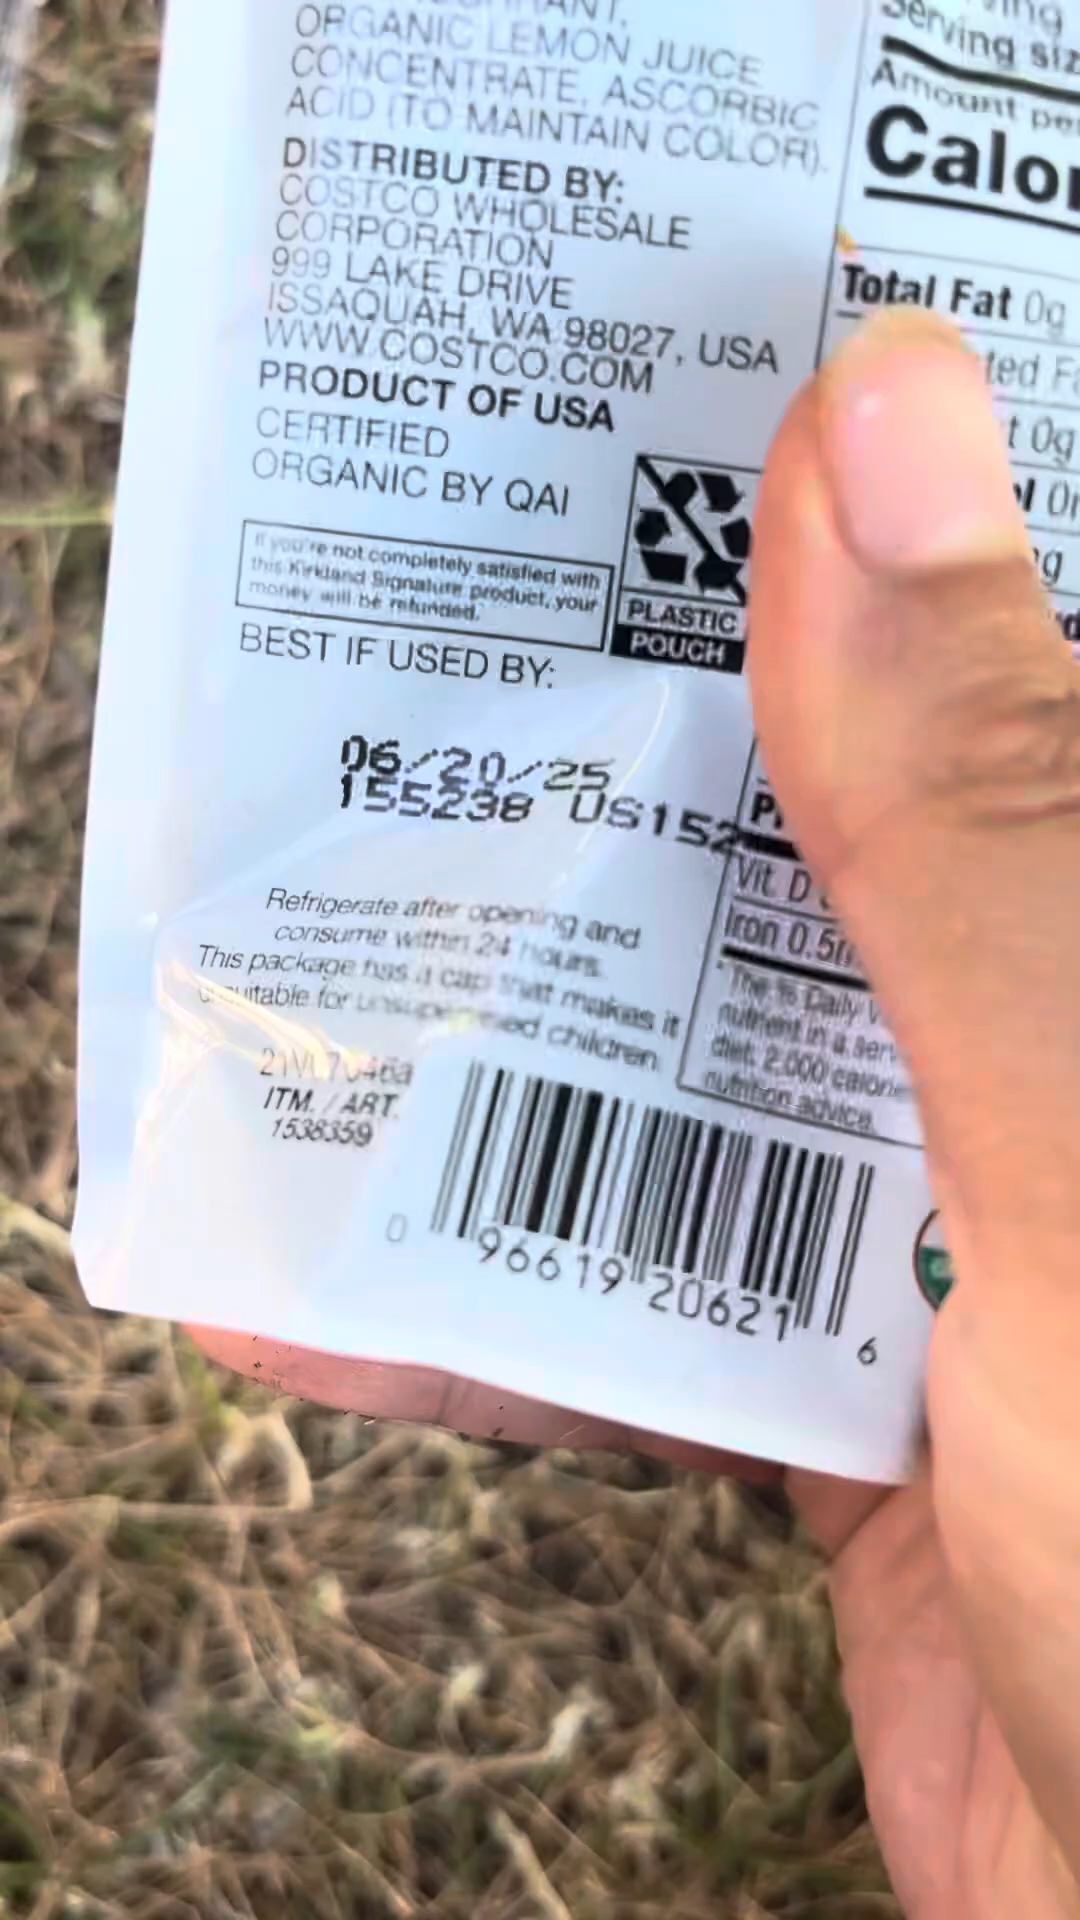 ORGANIC LEMON JUICE
CONCENTRATE, ASCORBIC
ACID (TO MAINTAIN COLOR).
DISTRIBUTED BY:
COSTCO WHOLESALE
CORPORATION
999 LAKE DRIVE
ISSAQUAH, WA 98027, USA
WWW.COSTCO.COM
PRODUCT OF USA
CERTIFIED
ORGANIC BY QAI
If you're not completely satisfied with
this Kirkland Signature product, your
money will be refunded.
PLASTIC
POUCH
BEST IF USED BY:
06/20/25
155238 US152
Refrigerate after opening and
consume within 24 hours.
This package has a cap that makes it
unsuitable for unsupervised children.
ITM. / ART.
1538359
0 96619 20621 6
Serving siz
Amount per
Calor
Total Fat 0g
ted Fa
t 0g
Vit. D
Iron 0.5m
* The % Daily V
nutrient in a serv
diet. 2,000 calorie
nutrition advice.